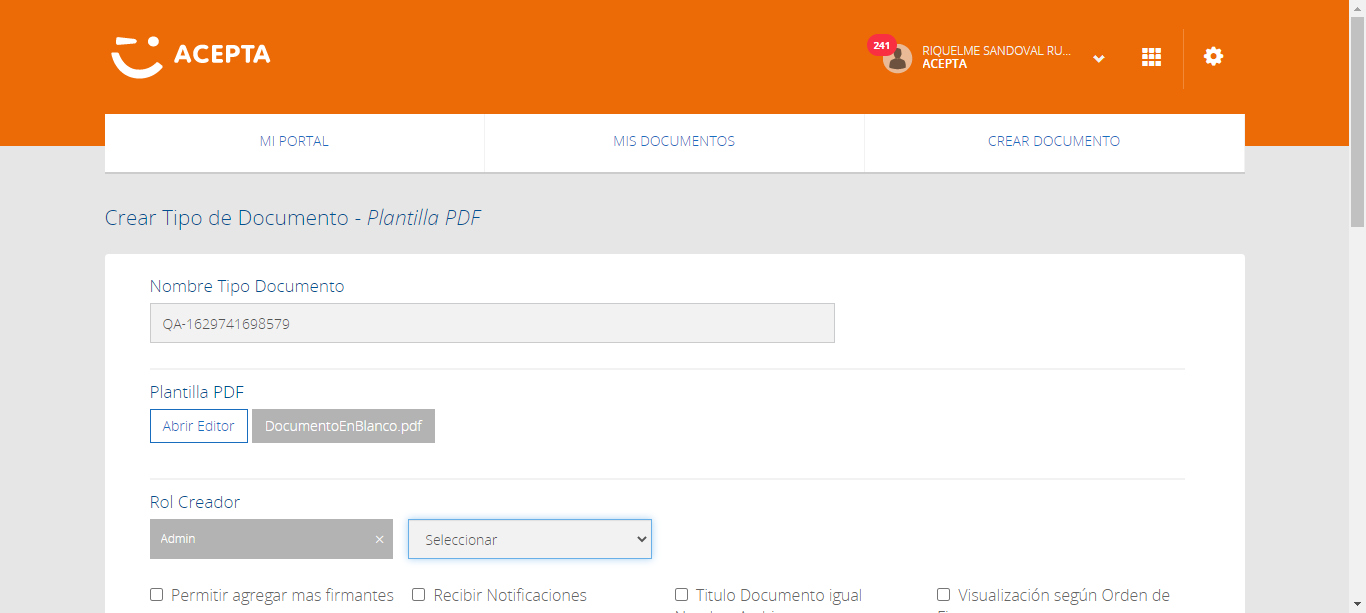 ACEPTA
241
RIQUELME SANDOVAL RU...
ACEPTA
MI PORTAL
MIS DOCUMENTOS
CREAR DOCUMENTO
Crear Tipo de Documento - Plantilla PDF
Nombre Tipo Documento
QA-1629741698579
Plantilla PDF
Abrir Editor
DocumentoEnBlanco.pdf
Rol Creador
Admin ×
Seleccionar
Permitir agregar mas firmantes
Recibir Notificaciones
Titulo Documento igual
Visualización según Orden de